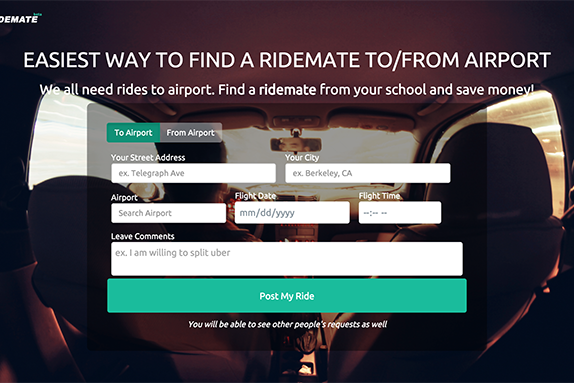 IDEMATE beta
EASIEST WAY TO FIND A RIDEMATE TO/FROM AIRPORT
We all need rides to airport. Find a ridemate from your school and save money!
To Airport From Airport
Your Street Address Your City
ex. Telegraph Ave ex. Berkeley, CA
Airport Flight Date Flight Time
Search Airport mm/dd/yyyy --:-- --
Leave Comments
ex. I am willing to split uber
Post My Ride
You will be able to see other people's requests as well